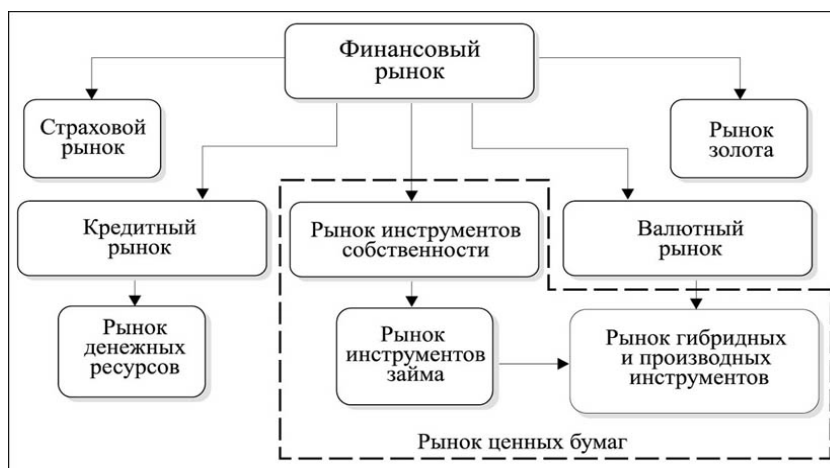 Финансовый
рынок
Страховой
рынок
Рынок
золота
Кредитный
рынок
Рынок инструментов
собственности
Валютный
рынок
Рынок
денежных
ресурсов
Рынок
инструментов
займа
Рынок гибридных
и производных
инструментов
Рынок ценных бумаг